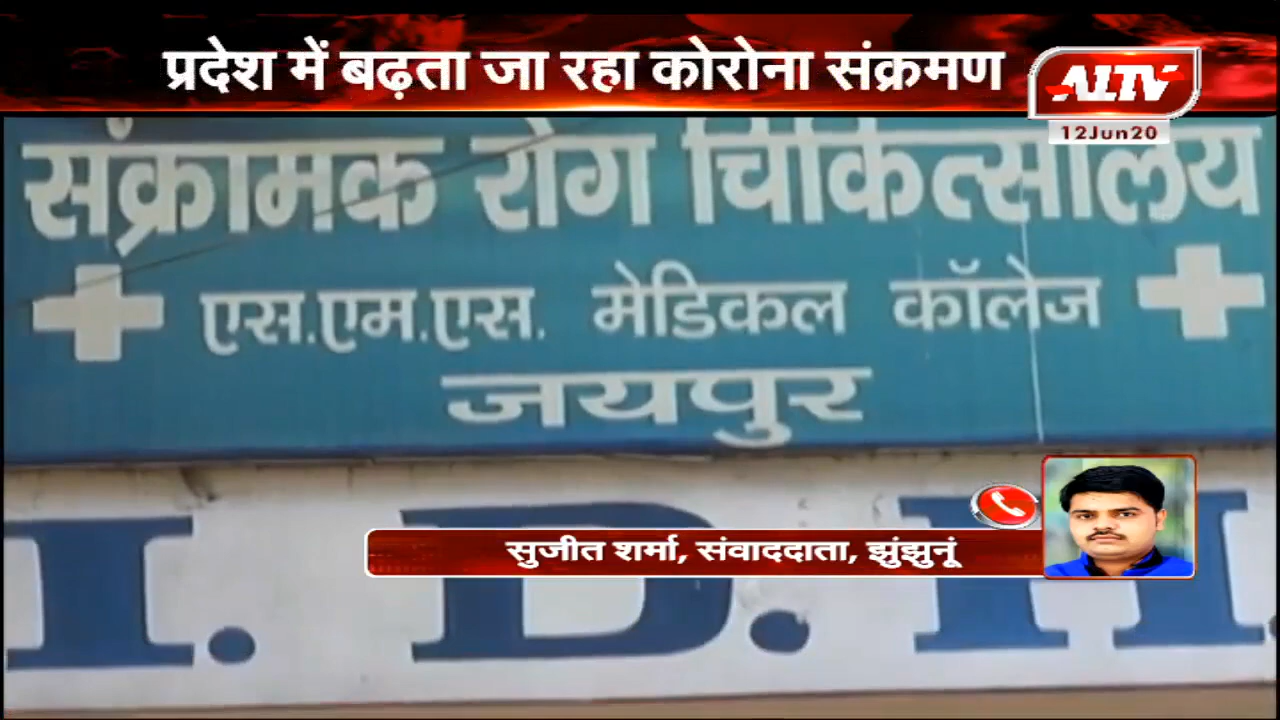 प्रदेश में बढ़ता जा रहा कोरोना संक्रमण
ALTV
12Jun20
संक्रामक रोग चिकित्सालय
एस.एम.एस. मेडिकल कॉलेज
जयपुर
सुजीत शर्मा, संवाददाता, झुंझुनूं
I. D. H.